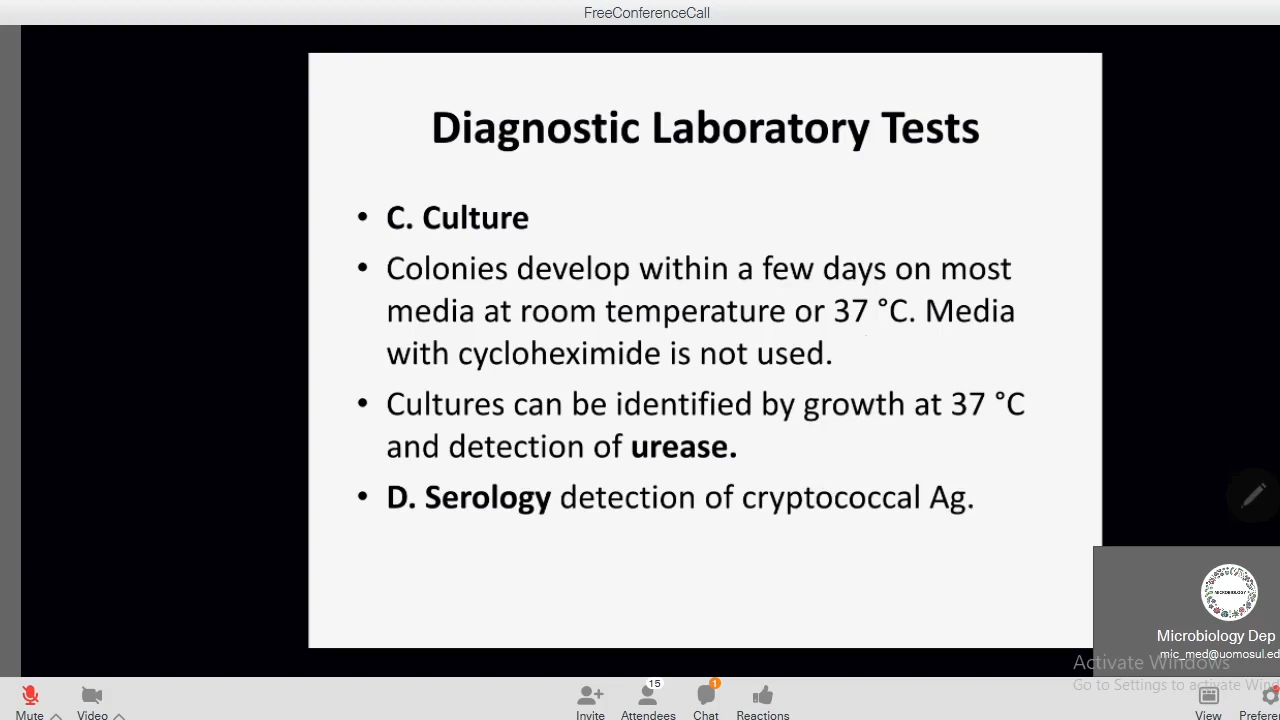 FreeConferenceCall
Diagnostic Laboratory Tests
• C. Culture
• Colonies develop within a few days on most
media at room temperature or 37 °C. Media
with cycloheximide is not used.
• Cultures can be identified by growth at 37 °C
and detection of urease.
• D. Serology detection of cryptococcal Ag.
MICROBIOLOGY
Microbiology Dep
mic_med@uomosul.ed
Activate Windows
Go to Settings to activate Win
15
1
Mute
Video
Invite
Attendees
Chat
Reactions
View
Prefere